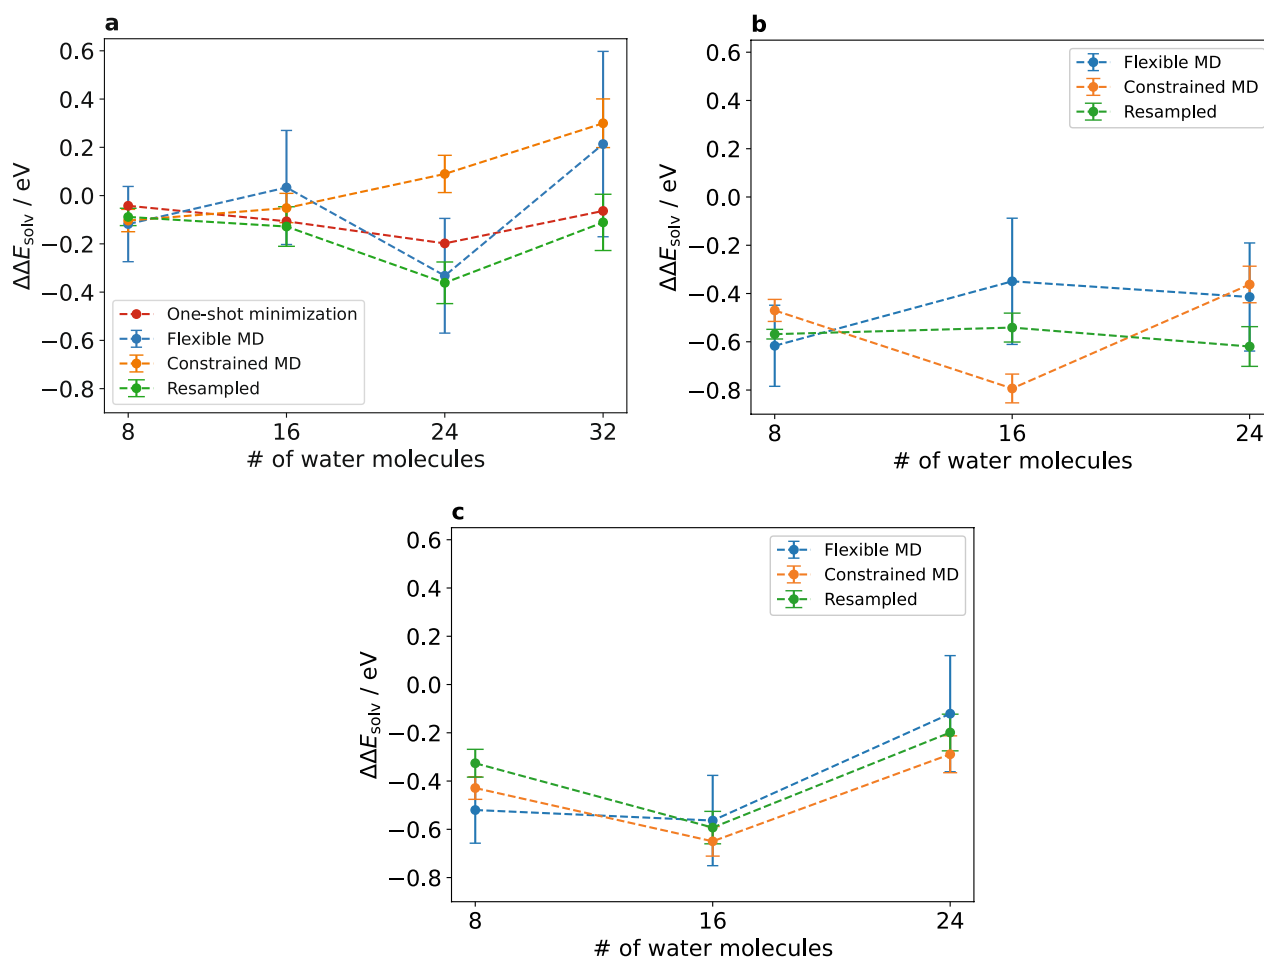 a
0.6
0.4
0.2
0.0
−0.2
−0.4
−0.6
−0.8
ΔΔE_solv / eV
One-shot minimization
Flexible MD
Constrained MD
Resampled
8 16 24 32
# of water molecules
b
0.6
0.4
0.2
0.0
−0.2
−0.4
−0.6
−0.8
ΔΔE_solv / eV
Flexible MD
Constrained MD
Resampled
8 16 24
# of water molecules
c
0.6
0.4
0.2
0.0
−0.2
−0.4
−0.6
−0.8
ΔΔE_solv / eV
Flexible MD
Constrained MD
Resampled
8 16 24
# of water molecules